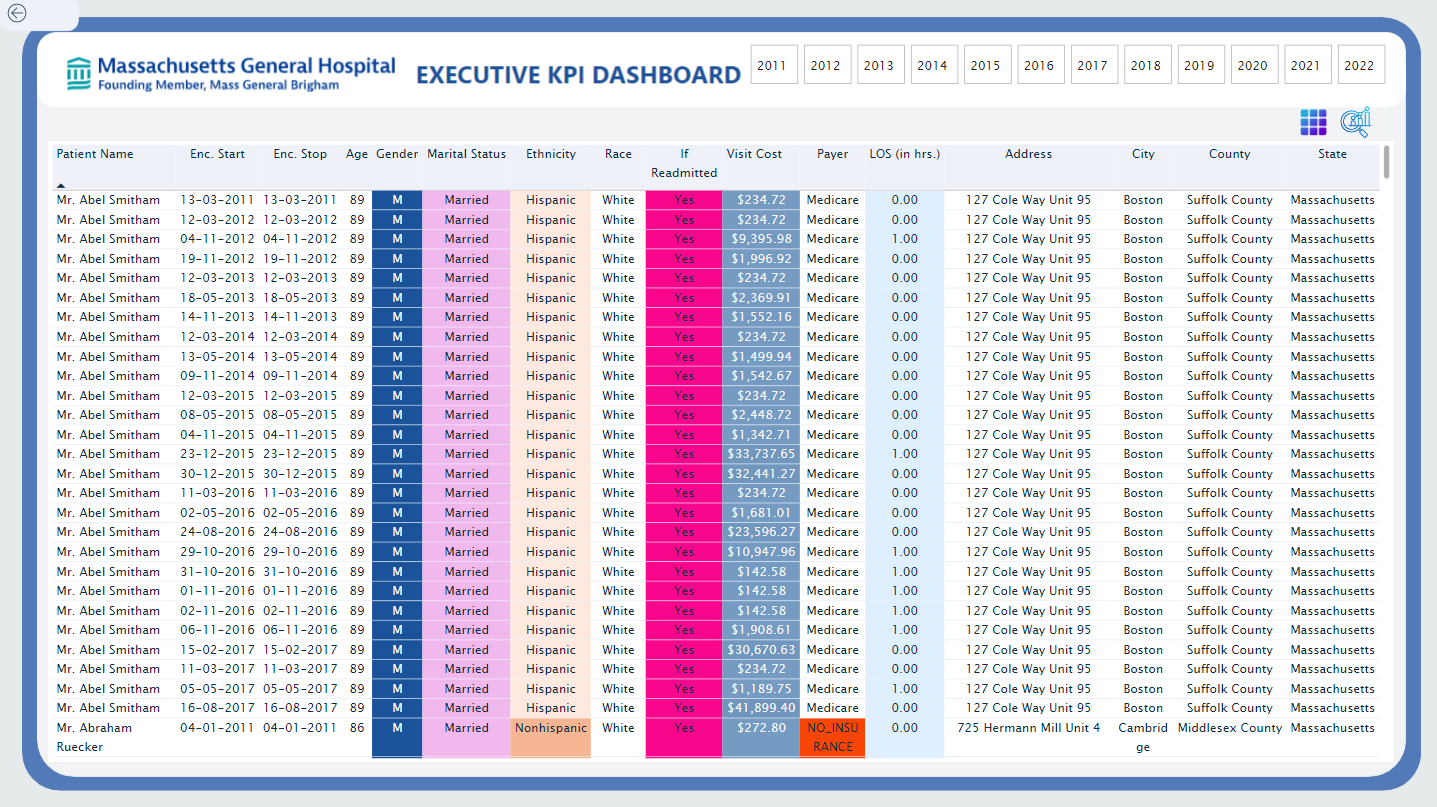 Massachusetts General Hospital
Founding Member, Mass General Brigham
EXECUTIVE KPI DASHBOARD
2011 2012 2013 2014 2015 2016 2017 2018 2019 2020 2021 2022
Patient Name Enc. Start Enc. Stop Age Gender Marital Status Ethnicity Race If Readmitted Visit Cost Payer LOS (in hrs.) Address City County State
Mr. Abel Smitham 13-03-2011 13-03-2011 89 M Married Hispanic White Yes $234.72 Medicare 0.00 127 Cole Way Unit 95 Boston Suffolk County Massachusetts
Mr. Abel Smitham 12-03-2012 12-03-2012 89 M Married Hispanic White Yes $234.72 Medicare 0.00 127 Cole Way Unit 95 Boston Suffolk County Massachusetts
Mr. Abel Smitham 04-11-2012 04-11-2012 89 M Married Hispanic White Yes $9,395.98 Medicare 1.00 127 Cole Way Unit 95 Boston Suffolk County Massachusetts
Mr. Abel Smitham 19-11-2012 19-11-2012 89 M Married Hispanic White Yes $1,996.92 Medicare 0.00 127 Cole Way Unit 95 Boston Suffolk County Massachusetts
Mr. Abel Smitham 12-03-2013 12-03-2013 89 M Married Hispanic White Yes $234.72 Medicare 0.00 127 Cole Way Unit 95 Boston Suffolk County Massachusetts
Mr. Abel Smitham 18-05-2013 18-05-2013 89 M Married Hispanic White Yes $2,369.91 Medicare 0.00 127 Cole Way Unit 95 Boston Suffolk County Massachusetts
Mr. Abel Smitham 14-11-2013 14-11-2013 89 M Married Hispanic White Yes $1,552.16 Medicare 0.00 127 Cole Way Unit 95 Boston Suffolk County Massachusetts
Mr. Abel Smitham 12-03-2014 12-03-2014 89 M Married Hispanic White Yes $234.72 Medicare 0.00 127 Cole Way Unit 95 Boston Suffolk County Massachusetts
Mr. Abel Smitham 13-05-2014 13-05-2014 89 M Married Hispanic White Yes $1,499.94 Medicare 0.00 127 Cole Way Unit 95 Boston Suffolk County Massachusetts
Mr. Abel Smitham 09-11-2014 09-11-2014 89 M Married Hispanic White Yes $1,542.67 Medicare 0.00 127 Cole Way Unit 95 Boston Suffolk County Massachusetts
Mr. Abel Smitham 12-03-2015 12-03-2015 89 M Married Hispanic White Yes $234.72 Medicare 0.00 127 Cole Way Unit 95 Boston Suffolk County Massachusetts
Mr. Abel Smitham 08-05-2015 08-05-2015 89 M Married Hispanic White Yes $2,448.72 Medicare 0.00 127 Cole Way Unit 95 Boston Suffolk County Massachusetts
Mr. Abel Smitham 04-11-2015 04-11-2015 89 M Married Hispanic White Yes $1,342.71 Medicare 0.00 127 Cole Way Unit 95 Boston Suffolk County Massachusetts
Mr. Abel Smitham 23-12-2015 23-12-2015 89 M Married Hispanic White Yes $33,737.65 Medicare 1.00 127 Cole Way Unit 95 Boston Suffolk County Massachusetts
Mr. Abel Smitham 30-12-2015 30-12-2015 89 M Married Hispanic White Yes $32,441.27 Medicare 0.00 127 Cole Way Unit 95 Boston Suffolk County Massachusetts
Mr. Abel Smitham 11-03-2016 11-03-2016 89 M Married Hispanic White Yes $234.72 Medicare 0.00 127 Cole Way Unit 95 Boston Suffolk County Massachusetts
Mr. Abel Smitham 02-05-2016 02-05-2016 89 M Married Hispanic White Yes $1,681.01 Medicare 0.00 127 Cole Way Unit 95 Boston Suffolk County Massachusetts
Mr. Abel Smitham 24-08-2016 24-08-2016 89 M Married Hispanic White Yes $23,596.27 Medicare 0.00 127 Cole Way Unit 95 Boston Suffolk County Massachusetts
Mr. Abel Smitham 29-10-2016 29-10-2016 89 M Married Hispanic White Yes $10,947.96 Medicare 1.00 127 Cole Way Unit 95 Boston Suffolk County Massachusetts
Mr. Abel Smitham 31-10-2016 31-10-2016 89 M Married Hispanic White Yes $142.58 Medicare 1.00 127 Cole Way Unit 95 Boston Suffolk County Massachusetts
Mr. Abel Smitham 01-11-2016 01-11-2016 89 M Married Hispanic White Yes $142.58 Medicare 1.00 127 Cole Way Unit 95 Boston Suffolk County Massachusetts
Mr. Abel Smitham 02-11-2016 02-11-2016 89 M Married Hispanic White Yes $142.58 Medicare 1.00 127 Cole Way Unit 95 Boston Suffolk County Massachusetts
Mr. Abel Smitham 06-11-2016 06-11-2016 89 M Married Hispanic White Yes $1,908.61 Medicare 1.00 127 Cole Way Unit 95 Boston Suffolk County Massachusetts
Mr. Abel Smitham 15-02-2017 15-02-2017 89 M Married Hispanic White Yes $30,670.63 Medicare 0.00 127 Cole Way Unit 95 Boston Suffolk County Massachusetts
Mr. Abel Smitham 11-03-2017 11-03-2017 89 M Married Hispanic White Yes $234.72 Medicare 0.00 127 Cole Way Unit 95 Boston Suffolk County Massachusetts
Mr. Abel Smitham 05-05-2017 05-05-2017 89 M Married Hispanic White Yes $1,189.75 Medicare 1.00 127 Cole Way Unit 95 Boston Suffolk County Massachusetts
Mr. Abel Smitham 16-08-2017 16-08-2017 89 M Married Hispanic White Yes $41,899.40 Medicare 0.00 127 Cole Way Unit 95 Boston Suffolk County Massachusetts
Mr. Abraham 04-01-2011 04-01-2011 86 M Married Nonhispanic White Yes $272.80 NO_INSU 0.00 725 Hermann Mill Unit 4 Cambrid Middlesex County Massachusetts
Ruecker RANCE ge